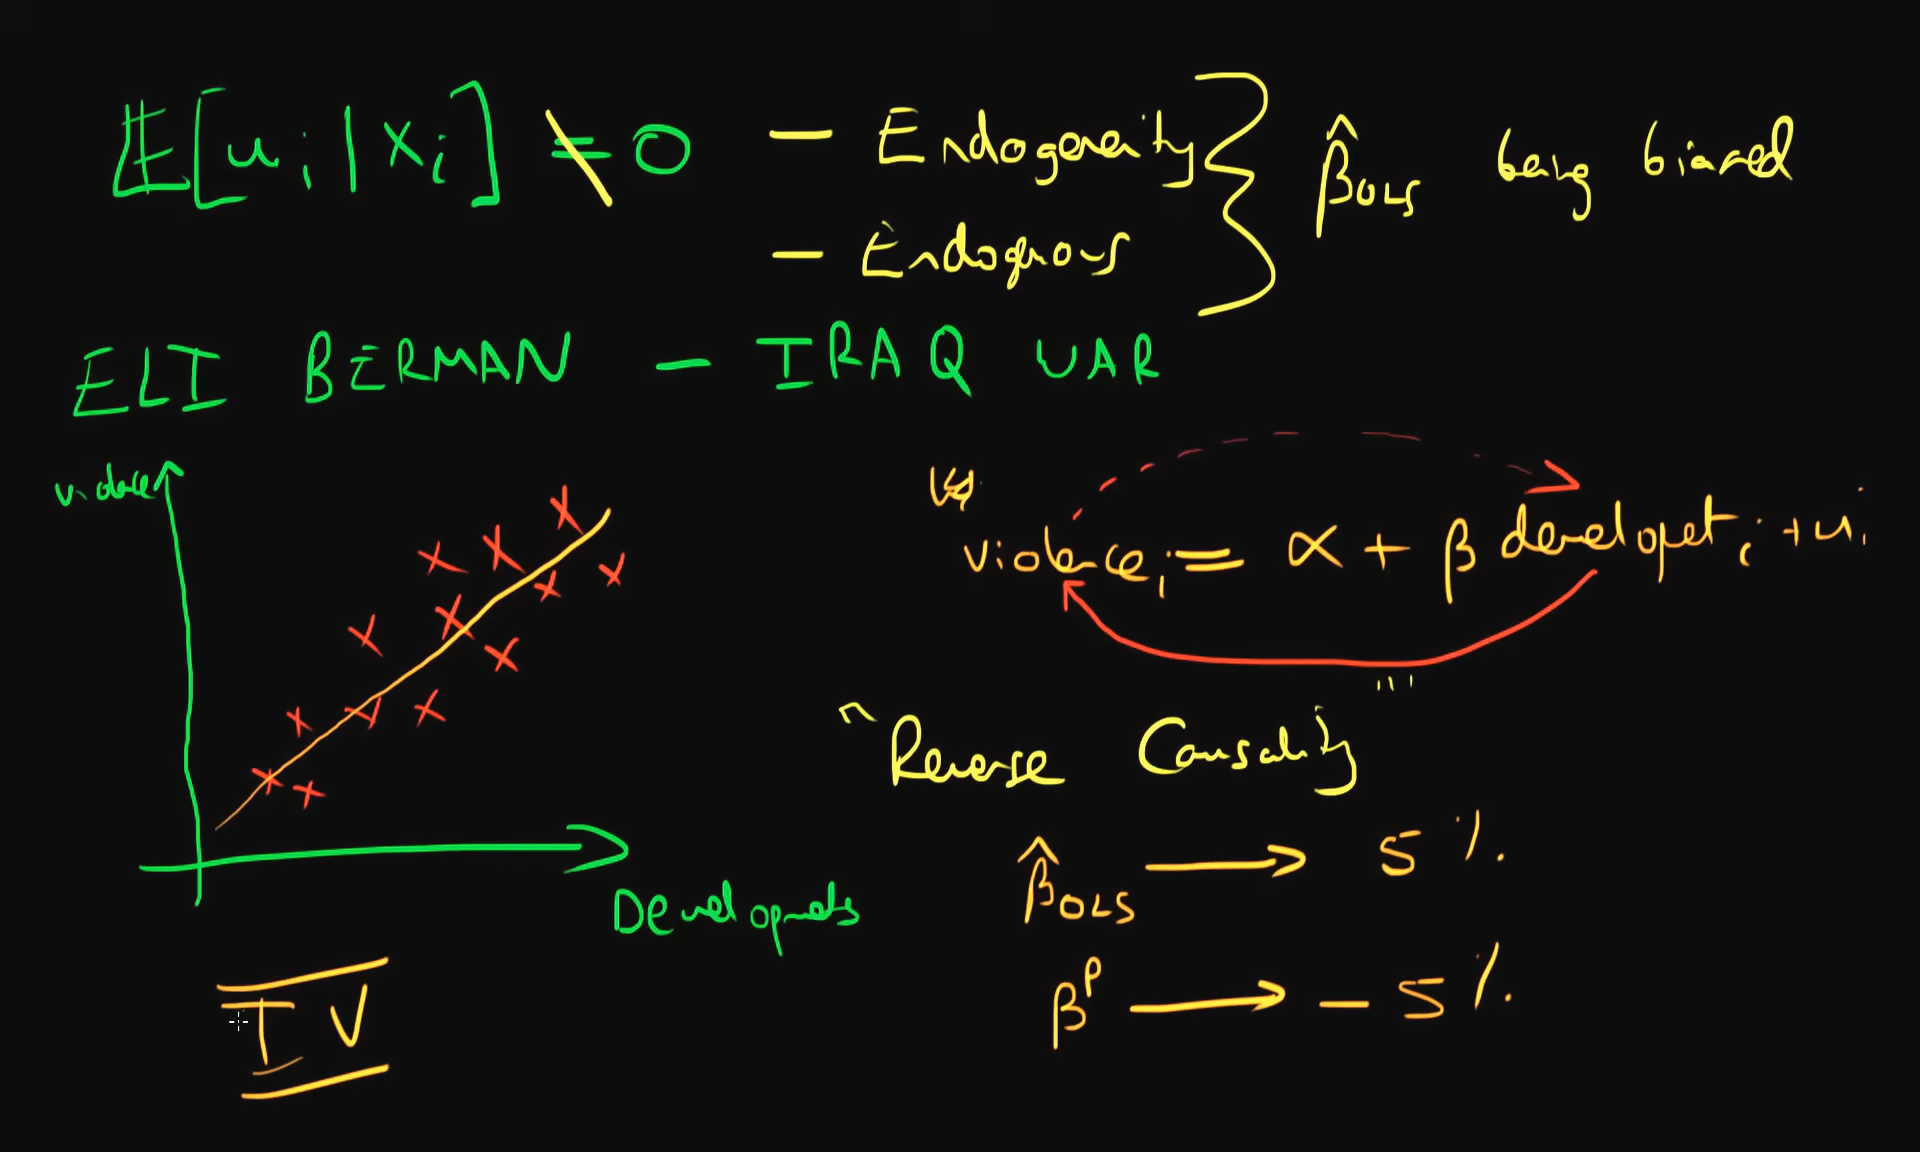 E[u_i | x_i] ≠ 0 — Endogeneity
— Endogenous
β̂_OLS being biased
ELI BERMAN — IRAQ WAR
violence
Developments
violence_i = α + β developmet_i + u_i
"Reverse Causality"
β̂_OLS → 5%.
β^P → -5%.
IV